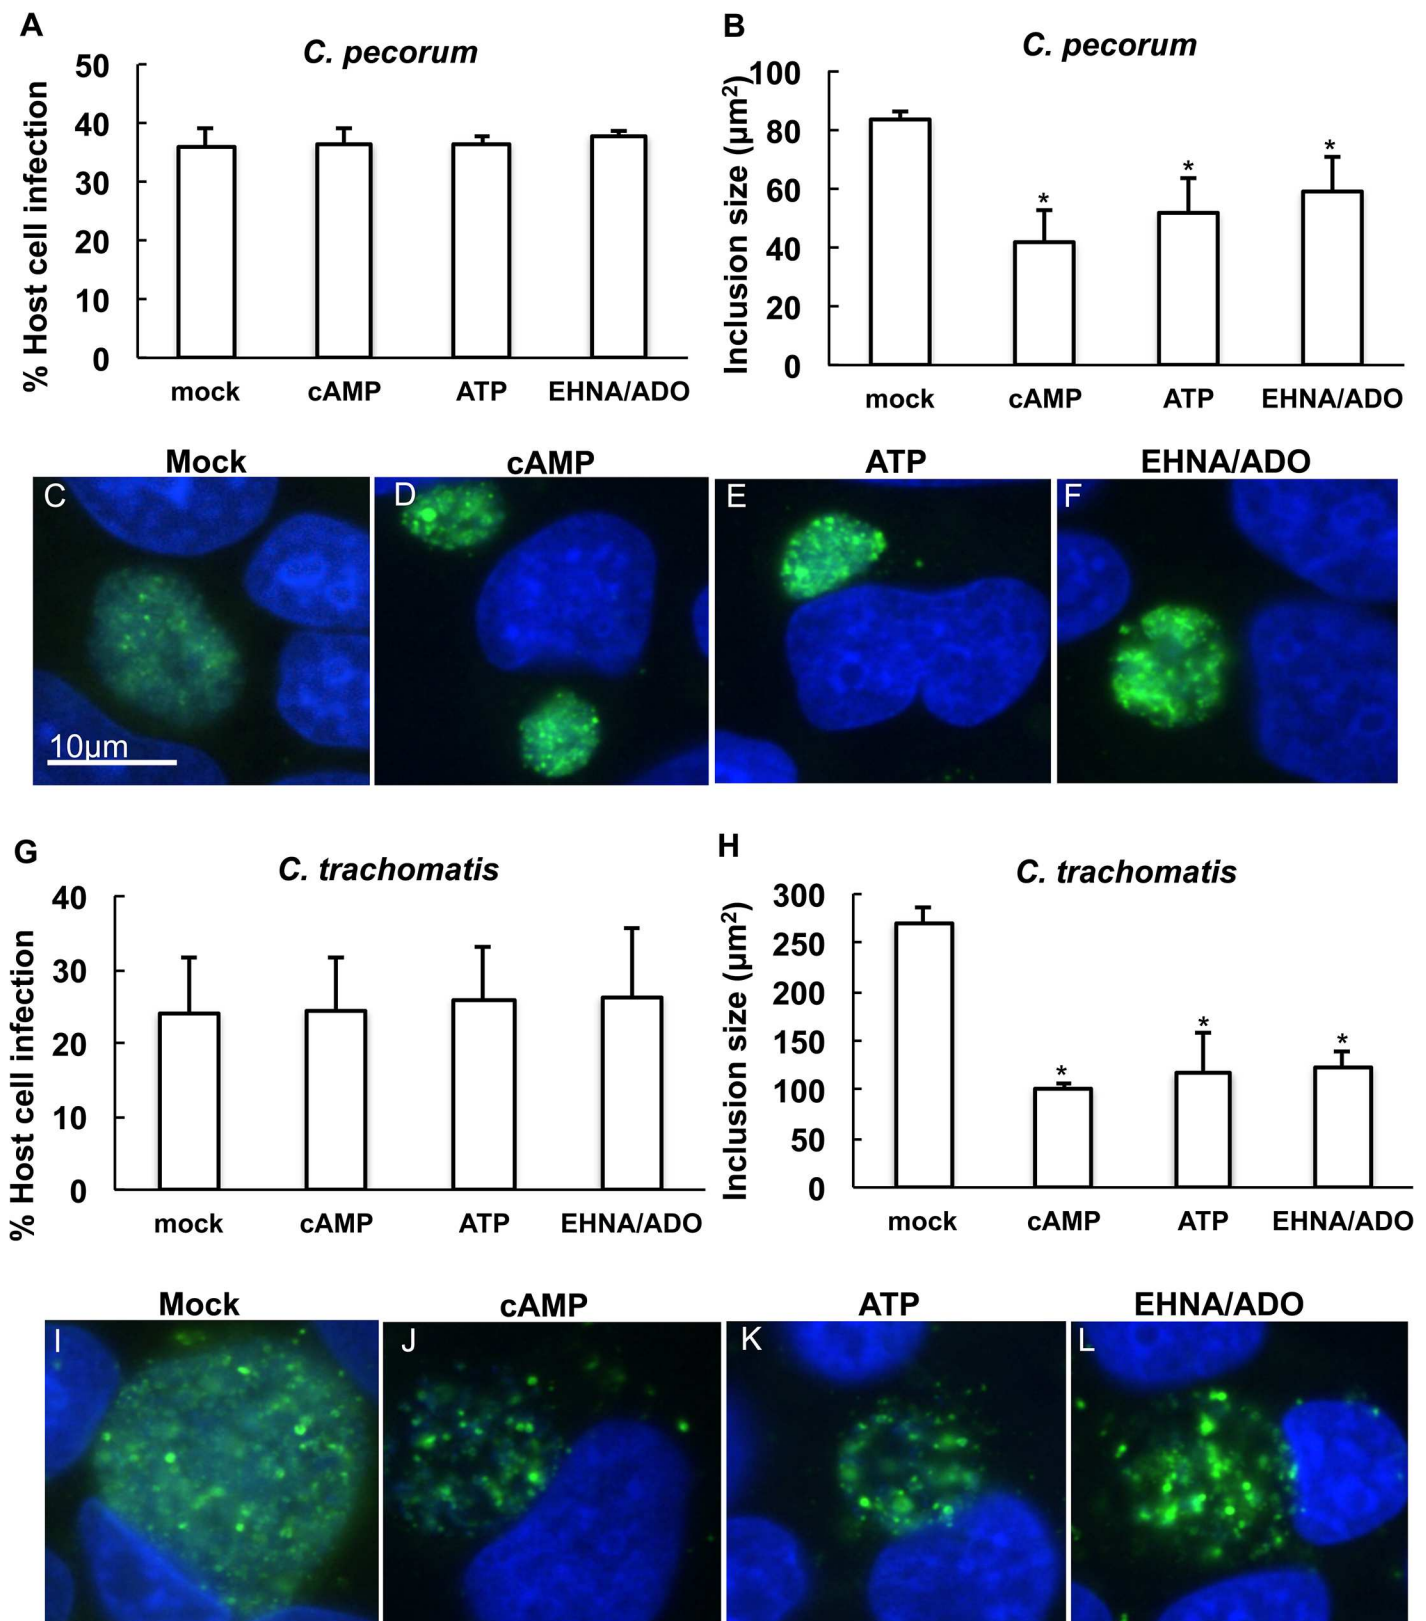 A
C. pecorum
% Host cell infection
50
40
30
20
10
0
mock cAMP ATP EHNA/ADO
B
C. pecorum
Inclusion size (µm²)
100
80
60
40
20
0
* * *
mock cAMP ATP EHNA/ADO
Mock cAMP ATP EHNA/ADO
C D E F
10µm
G
C. trachomatis
% Host cell infection
40
30
20
10
0
mock cAMP ATP EHNA/ADO
H
C. trachomatis
Inclusion size (µm²)
300
250
200
150
100
50
0
* * *
mock cAMP ATP EHNA/ADO
Mock cAMP ATP EHNA/ADO
I J K L